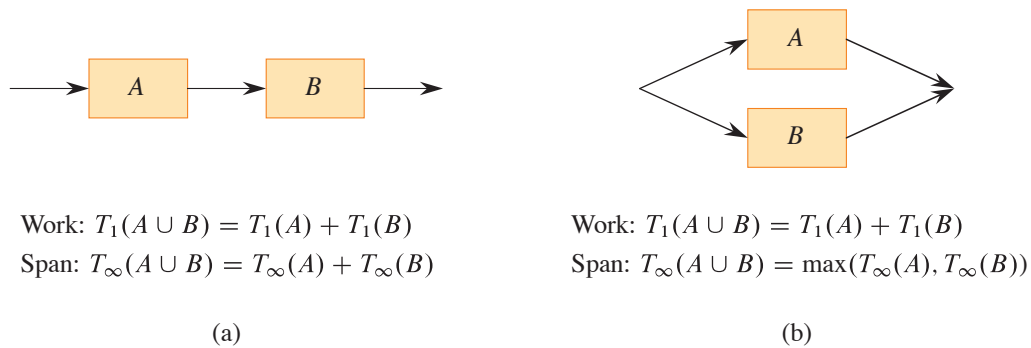 A
B
Work: T₁(A ∪ B) = T₁(A) + T₁(B)
Span: T∞(A ∪ B) = T∞(A) + T∞(B)
(a)
A
B
Work: T₁(A ∪ B) = T₁(A) + T₁(B)
Span: T∞(A ∪ B) = max(T∞(A), T∞(B))
(b)